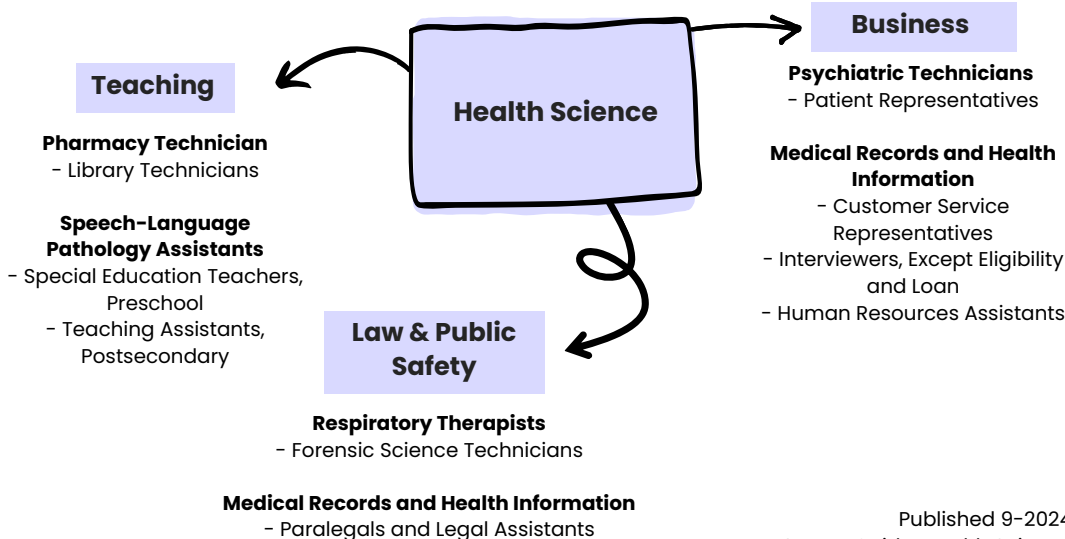 Health Science
Teaching
Pharmacy Technician
- Library Technicians
Speech-Language
Pathology Assistants
- Special Education Teachers,
Preschool
- Teaching Assistants,
Postsecondary
Business
Psychiatric Technicians
- Patient Representatives
Medical Records and Health
Information
- Customer Service
Representatives
- Interviewers, Except Eligibility
and Loan
- Human Resources Assistants
Law & Public
Safety
Respiratory Therapists
- Forensic Science Technicians
Medical Records and Health Information
- Paralegals and Legal Assistants
Published 9-2024